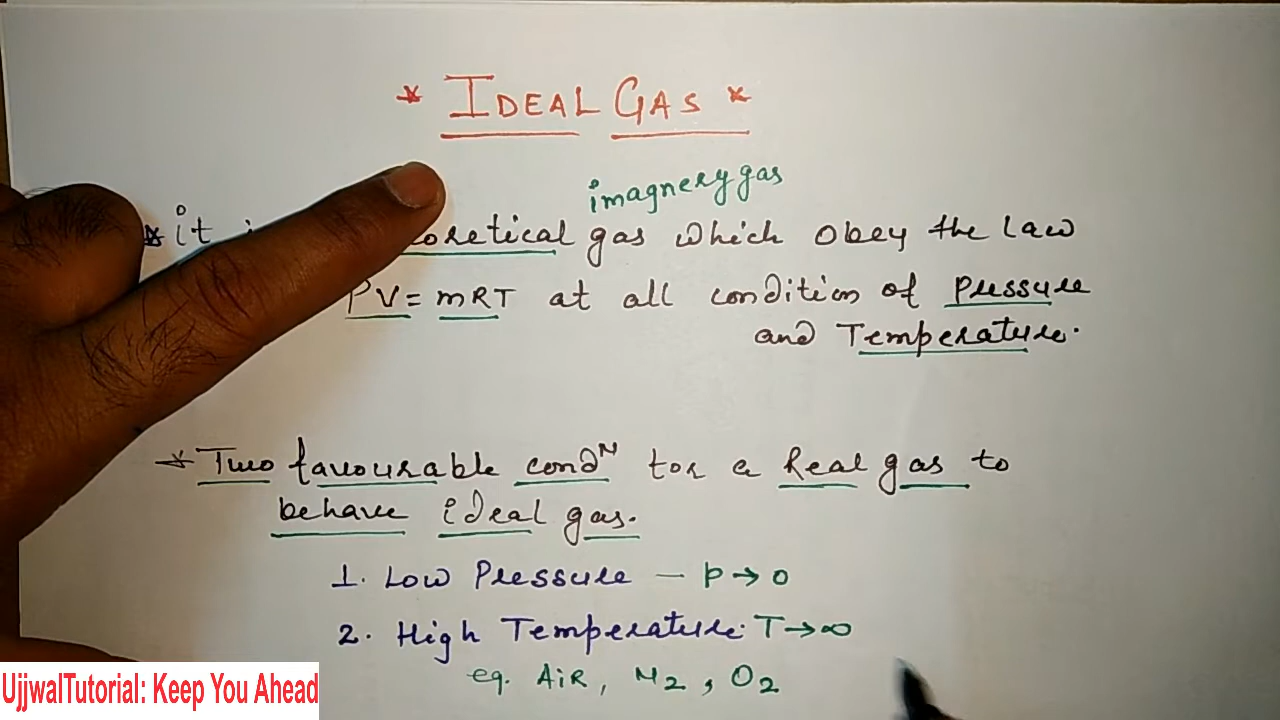 * IDEAL GAS *
imagnery gas
* it gas which obey the law
PV = mRT at all condition of pressure
and Temperature.
* Two favourable condN for a Real gas to
behave ideal gas.
1. Low Pressure - p → 0
2. High Temperature. T → ∞
eg. AiR, N2, O2
UjjwalTutorial: Keep You Ahead